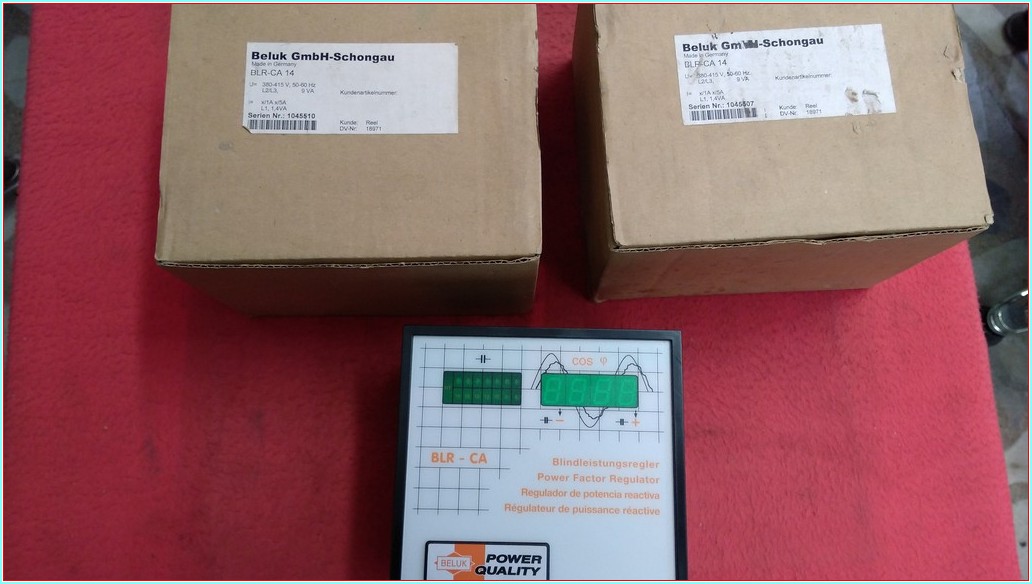 Beluk GmbH-Schongau
Made in Germany
BLR-CA 14
U= 380-415 V, 50-60 Hz
L2/L3, 9 VA
Kundenartikelnummer:
I= x/1A x/5A
L1, 1,4VA
Serien Nr.: 1045510
Kunde: Reel
DV-Nr: 18971
Beluk Gm -Schongau
Made in Germany
BLR-CA 14
U= 380-415 V, 50-60 Hz
L2/L3, 9 VA
Kundenartikelnummer:
I= x/1A x/5A
L1, 1,4VA
Serien Nr.: 1045507
Kunde: Reel
DV-Nr: 18971
COS φ
− +
BLR - CA
Blindleistungsregler
Power Factor Regulator
Regulador de potencia reactiva
Régulateur de puissance réactive
BELUK
POWER
QUALITY